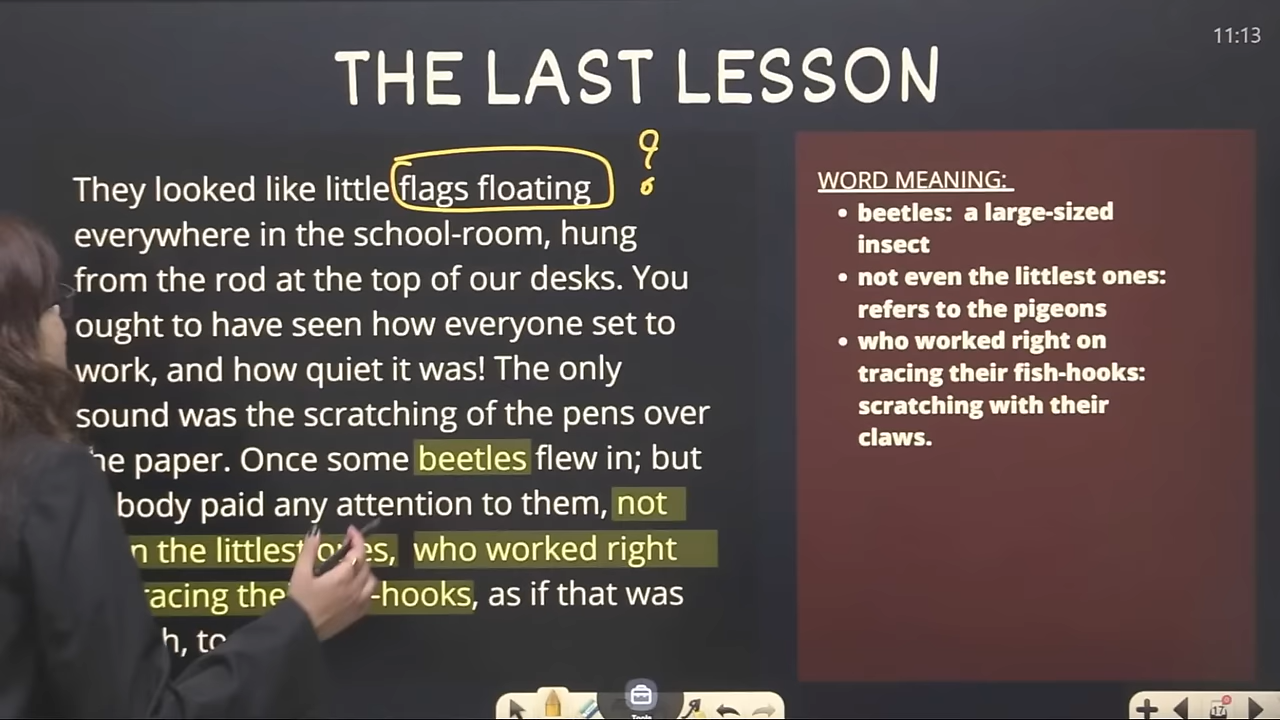 11:13
THE LAST LESSON
They looked like little flags floating
everywhere in the school-room, hung
from the rod at the top of our desks. You
ought to have seen how everyone set to
work, and how quiet it was! The only
sound was the scratching of the pens over
paper. Once some beetles flew in; but
body paid any attention to them, not
the littlest who worked right
-hooks, as if that was
WORD MEANING:
• beetles: a large-sized
insect
• not even the littlest ones:
refers to the pigeons
• who worked right on
tracing their fish-hooks:
scratching with their
claws.
Tools
17